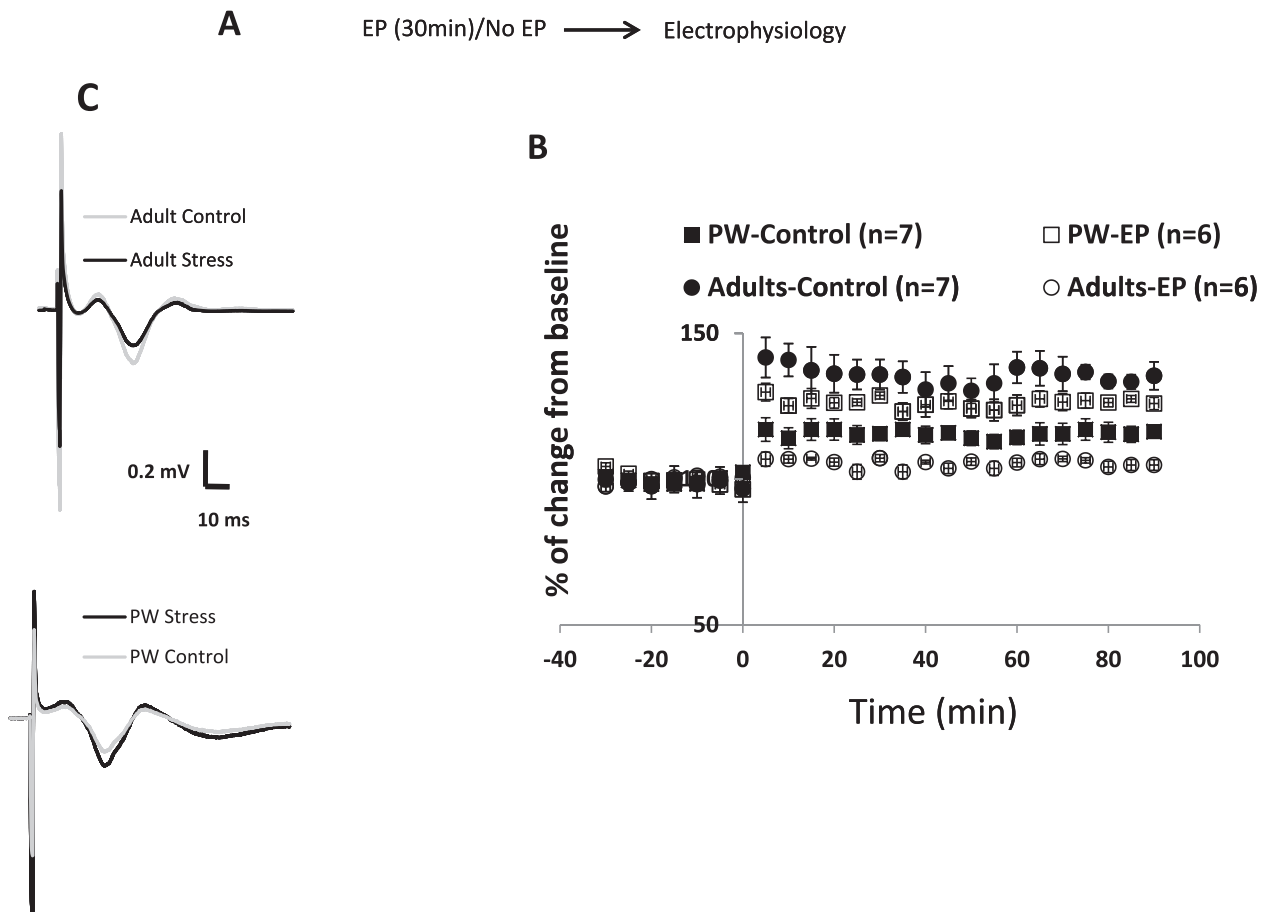 A
EP (30min)/No EP
Electrophysiology
C
Adult Control
Adult Stress
0.2 mV
10 ms
PW Stress
PW Control
B
PW-Control (n=7)
PW-EP (n=6)
Adults-Control (n=7)
Adults-EP (n=6)
% of change from baseline
150
100
50
-40 -20 0 20 40 60 80 100
Time (min)